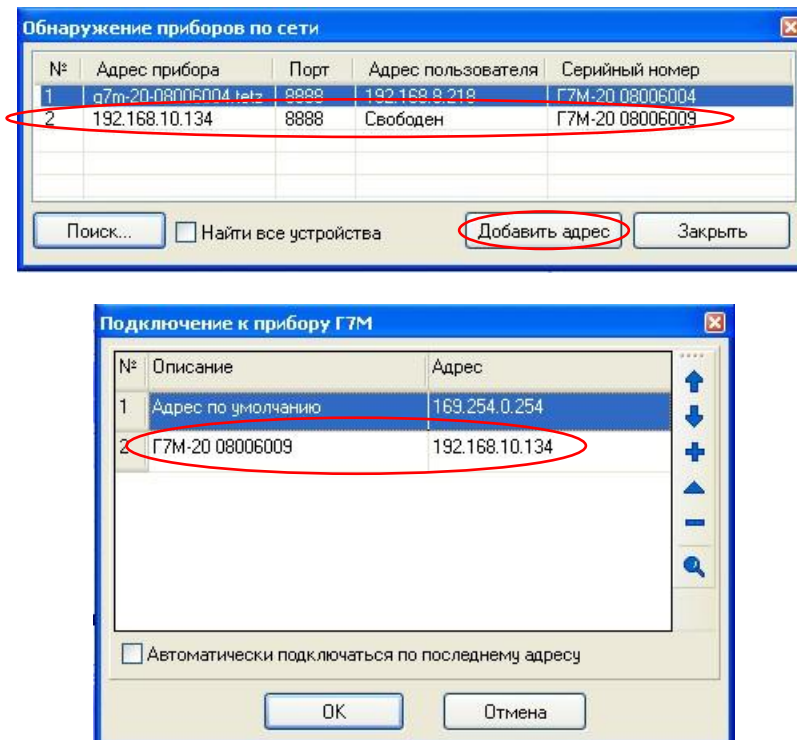 Обнаружение приборов по сети
№ Адрес прибора Порт Адрес пользователя Серийный номер
1 g7m-20-08006004.tetz 8888 192.168.8.218 Г7М-20 08006004
2 192.168.10.134 8888 Свободен Г7М-20 08006009
Поиск... Найти все устройства Добавить адрес Закрыть
Подключение к прибору Г7М
№ Описание Адрес
1 Адрес по умолчанию 169.254.0.254
2 Г7М-20 08006009 192.168.10.134
Автоматически подключаться по последнему адресу
OK Отмена